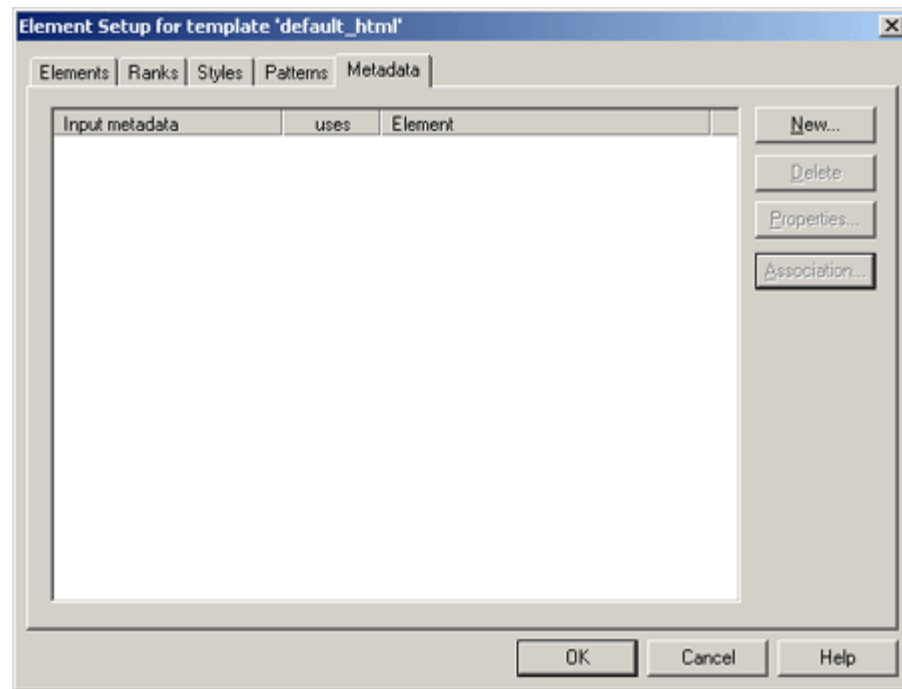 Element Setup for template 'default_html'
Elements Ranks Styles Patterns Metadata
Input metadata uses Element
New...
Delete
Properties...
Association...
OK Cancel Help